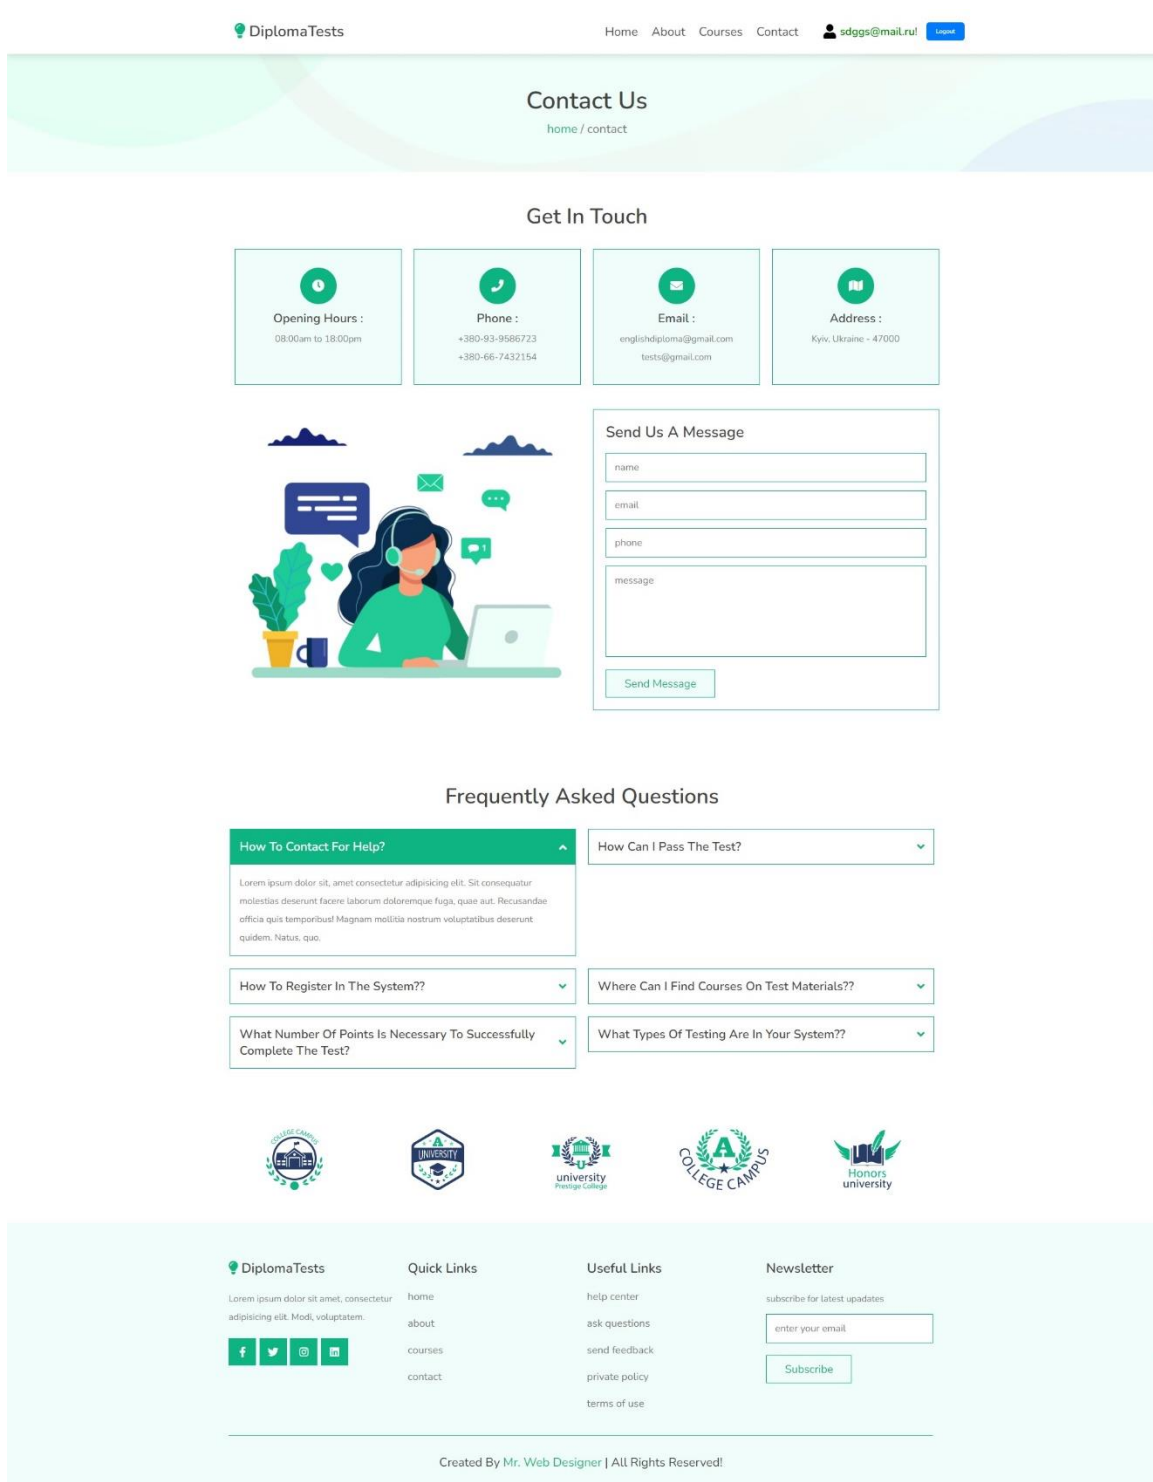 DiplomaTests
Home About Courses Contact sdggs@mail.ru! Logout
Contact Us
home / contact
Get In Touch
Opening Hours :
08:00am to 18:00pm
Phone :
+380-93-9586723
+380-66-7432154
Email :
englishdiploma@gmail.com
tests@gmail.com
Address :
Kyiv, Ukraine - 47000
1
Send Us A Message
name
email
phone
message
Send Message
Frequently Asked Questions
How To Contact For Help?
Lorem ipsum dolor sit, amet consectetur adipisicing elit. Sit consequatur
molestias deserunt facere laborum doloremque fuga, quae aut. Recusandae
officia quis temporibus! Magnam mollitia nostrum voluptatibus deserunt
quidem. Natus, quo.
How Can I Pass The Test?
How To Register In The System??
Where Can I Find Courses On Test Materials??
What Number Of Points Is Necessary To Successfully
Complete The Test?
What Types Of Testing Are In Your System??
COLLEGE CAMPUS
A
UNIVERSITY
U
university
Prestige College
A
COLLEGE CAMPUS
Honors
university
DiplomaTests
Lorem ipsum dolor sit amet, consectetur
adipisicing elit. Modi, voluptatem.
Quick Links
home
about
courses
contact
Useful Links
help center
ask questions
send feedback
private policy
terms of use
Newsletter
subscribe for latest upadates
enter your email
Subscribe
Created By Mr. Web Designer | All Rights Reserved!